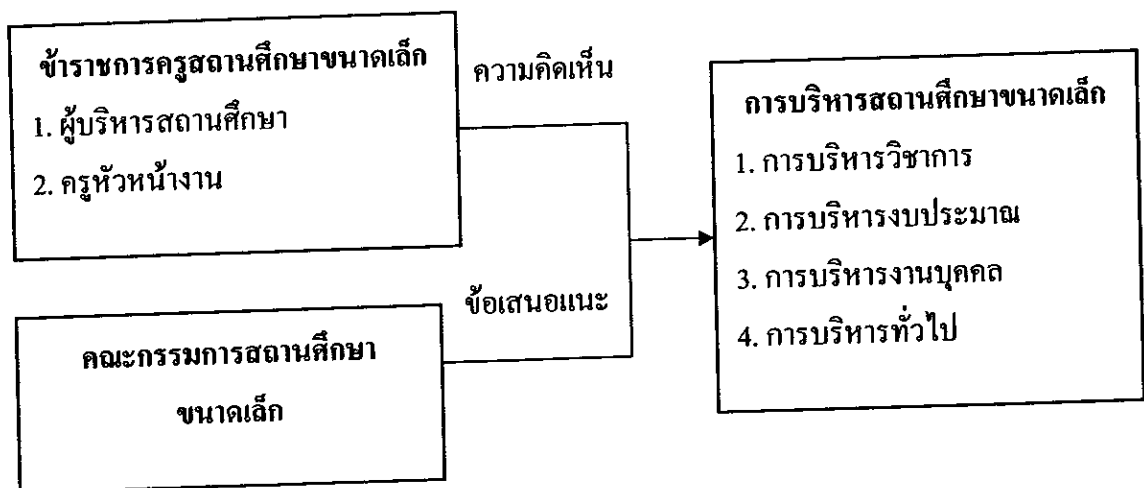 ข้าราชการครูสถานศึกษาขนาดเล็ก
1. ผู้บริหารสถานศึกษา
2. ครูหัวหน้างาน
ความคิดเห็น
ข้อเสนอแนะ
คณะกรรมการสถานศึกษา
ขนาดเล็ก
การบริหารสถานศึกษาขนาดเล็ก
1. การบริหารวิชาการ
2. การบริหารงบประมาณ
3. การบริหารงานบุคคล
4. การบริหารทั่วไป